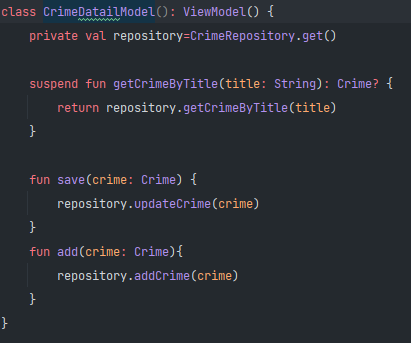 class CrimeDatailModel(): ViewModel() {
    private val repository=CrimeRepository.get()
    suspend fun getCrimeByTitle(title: String): Crime? {
        return repository.getCrimeByTitle(title)
    }
    fun save(crime: Crime) {
        repository.updateCrime(crime)
    }
    fun add(crime: Crime){
        repository.addCrime(crime)
    }
}